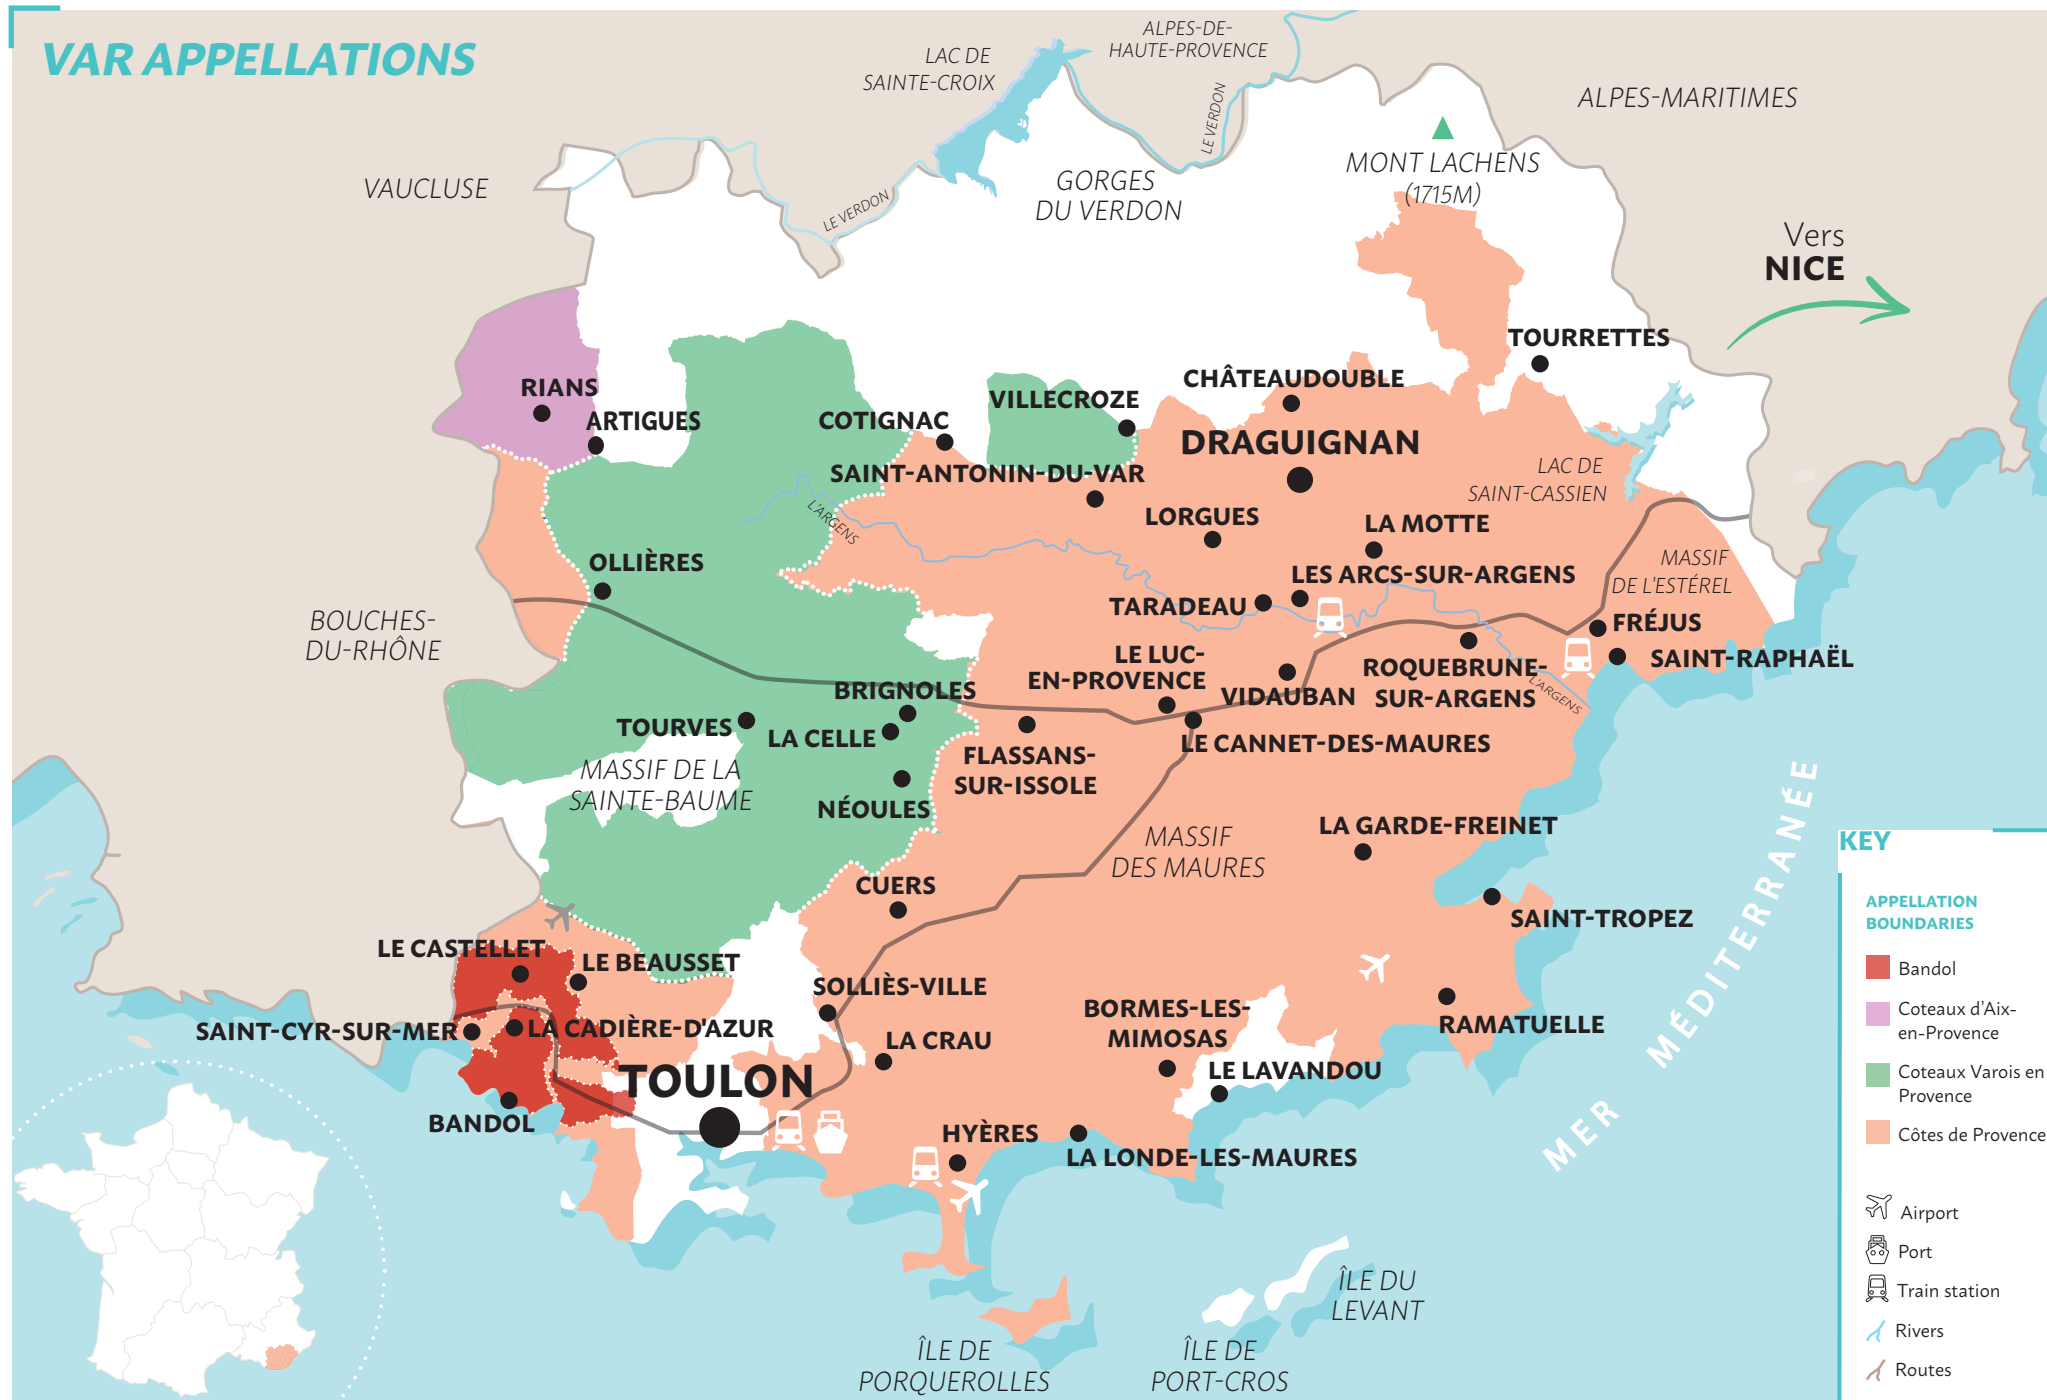 VAR APPELLATIONS
ALPES-DE-
HAUTE-PROVENCE
LAC DE
SAINTE-CROIX
ALPES-MARITIMES
LE VERDON
MONT LACHENS
(1715M)
VAUCLUSE
GORGES
DU VERDON
LE VERDON
Vers
NICE
TOURRETTES
RIANS
CHÂTEAUDOUBLE
VILLECROZE
ARTIGUES
COTIGNAC
DRAGUIGNAN
SAINT-ANTONIN-DU-VAR
LAC DE
SAINT-CASSIEN
L'ARGENS
LORGUES
LA MOTTE
OLLIÈRES
MASSIF
DE L'ESTÉREL
LES ARCS-SUR-ARGENS
TARADEAU
BOUCHES-
DU-RHÔNE
FRÉJUS
LE LUC-
EN-PROVENCE
SAINT-RAPHAËL
ROQUEBRUNE-
SUR-ARGENS
L'ARGENS
BRIGNOLES
VIDAUBAN
TOURVES
LA CELLE
LE CANNET-DES-MAURES
FLASSANS-
SUR-ISSOLE
MASSIF DE LA
SAINTE-BAUME
NÉOULES
LA GARDE-FREINET
MASSIF
DES MAURES
CUERS
SAINT-TROPEZ
LE CASTELLET
LE BEAUSSET
SOLLIÈS-VILLE
BORMES-LES-
MIMOSAS
RAMATUELLE
SAINT-CYR-SUR-MER
LA CADIÈRE-D'AZUR
LA CRAU
LE LAVANDOU
TOULON
BANDOL
HYÈRES
LA LONDE-LES-MAURES
MER MÉDITERRANÉE
ÎLE DU
LEVANT
ÎLE DE
PORQUEROLLES
ÎLE DE
PORT-CROS
KEY
APPELLATION
BOUNDARIES
Bandol
Coteaux d'Aix-
en-Provence
Coteaux Varois en
Provence
Côtes de Provence
Airport
Port
Train station
Rivers
Routes